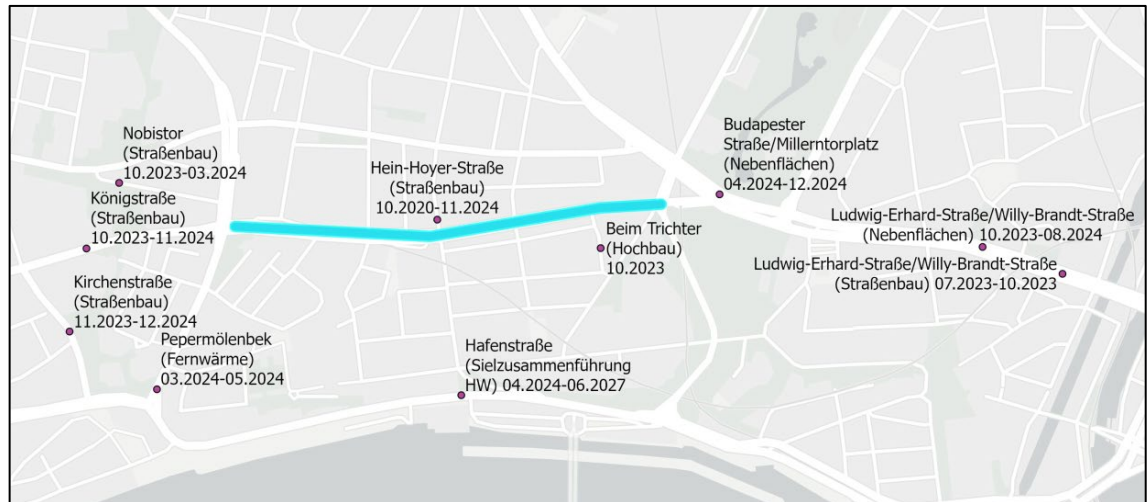 Nobistor
(Straßenbau)
10.2023-03.2024
Königstraße
(Straßenbau)
10.2023-11.2024
Kirchenstraße
(Straßenbau)
11.2023-12.2024
Pepermölenbek
(Fernwärme)
03.2024-05.2024
Hein-Hoyer-Straße
(Straßenbau)
10.2020-11.2024
Beim Trichter
(Hochbau)
10.2023
Hafenstraße
(Sielzusammenführung
HW) 04.2024-06.2027
Budapester
Straße/Millerntorplatz
(Nebenflächen)
04.2024-12.2024
Ludwig-Erhard-Straße/Willy-Brandt-Straße
(Nebenflächen) 10.2023-08.2024
Ludwig-Erhard-Straße/Willy-Brandt-Straße
(Straßenbau) 07.2023-10.2023